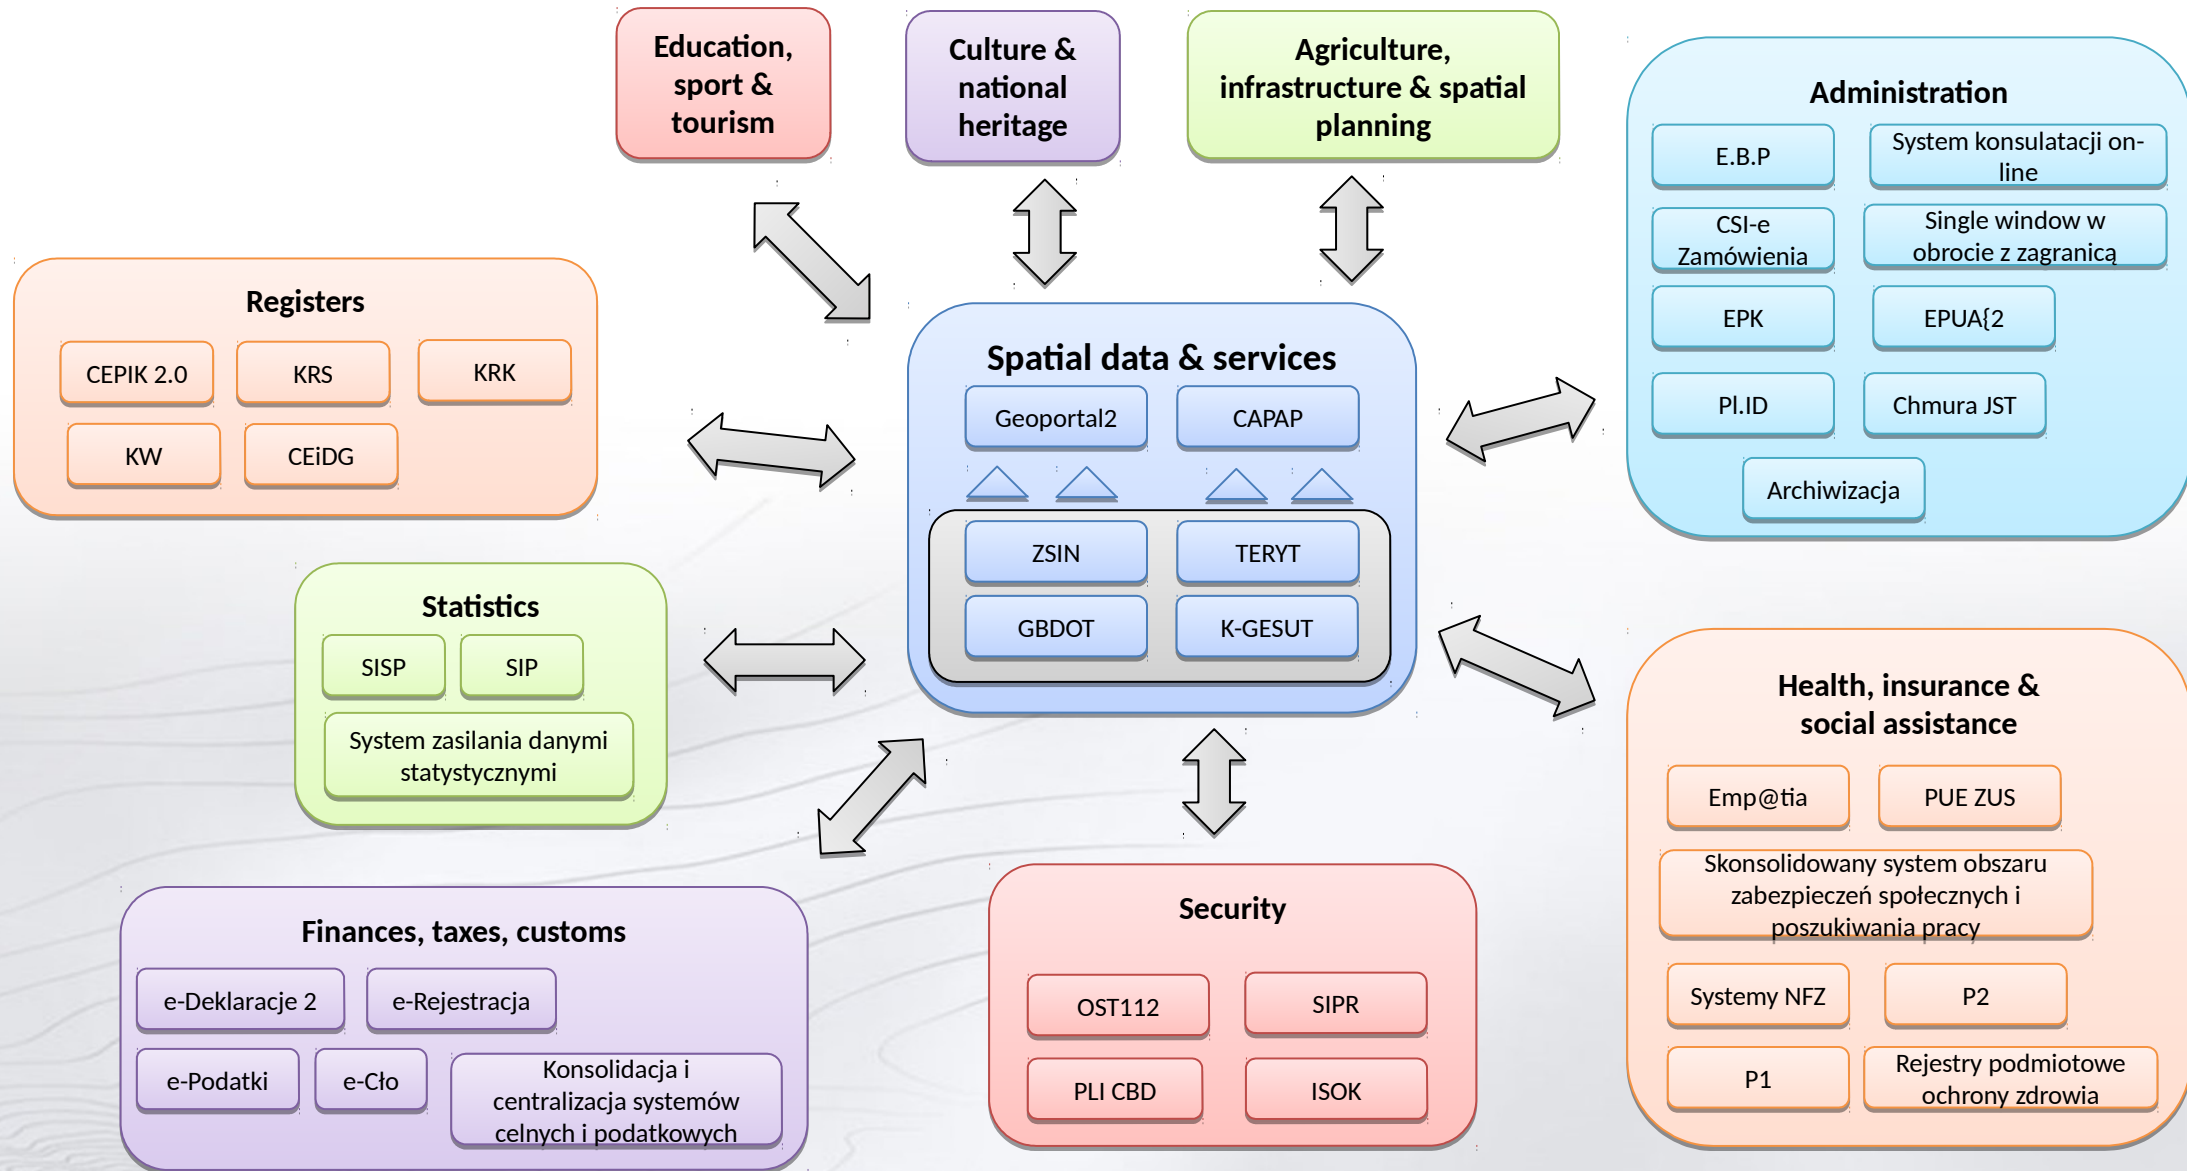 Education,
sport &
tourism
Culture &
national
heritage
Agriculture,
infrastructure & spatial
planning
Administration
E.B.P
System konsulatacji on-
line
CSI-e
Zamówienia
Single window w
obrocie z zagranicą
EPK
EPUA{2
Pl.ID
Chmura JST
Archiwizacja
Registers
CEPIK 2.0
KRS
KRK
KW
CEiDG
Spatial data & services
Geoportal2
CAPAP
ZSIN
TERYT
GBDOT
K-GESUT
Statistics
SISP
SIP
System zasilania danymi
statystycznymi
Health, insurance &
social assistance
Emp@tia
PUE ZUS
Skonsolidowany system obszaru
zabezpieczeń społecznych i
poszukiwania pracy
Systemy NFZ
P2
P1
Rejestry podmiotowe
ochrony zdrowia
Finances, taxes, customs
e-Deklaracje 2
e-Rejestracja
e-Podatki
e-Cło
Konsolidacja i
centralizacja systemów
celnych i podatkowych
Security
OST112
SIPR
PLI CBD
ISOK